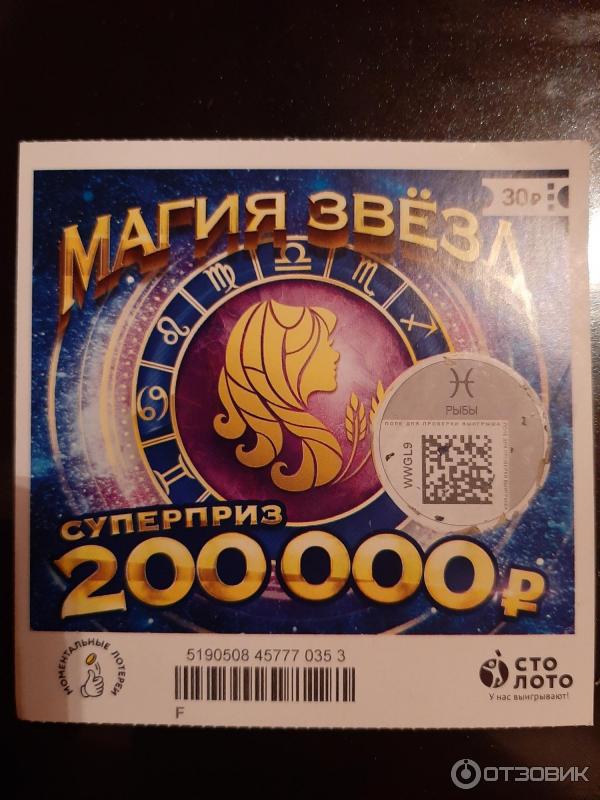 МАГИЯ ЗВЁЗД
30₽
РЫБЫ
ПОЛЕ ДЛЯ ПРОВЕРКИ ВЫИГРЫША
WWGL9
СУПЕРПРИЗ
200 000 ₽
МОМЕНТАЛЬНЫЕ ЛОТЕРЕИ
5190508 45777 035 3
F
СТО
ЛОТО
У нас выигрывают!
ОТЗОВИК